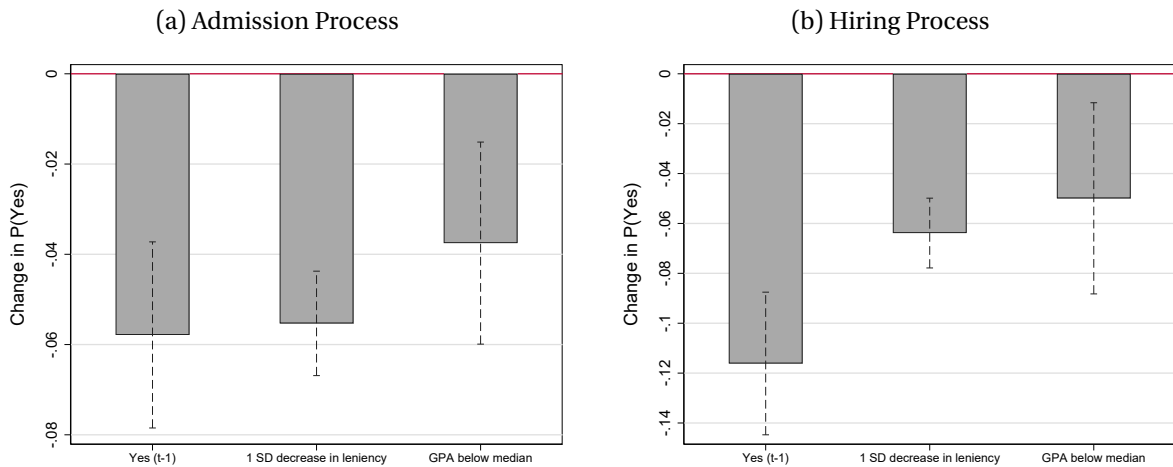 (a) Admission Process
Change in P(Yes)
0
-.02
-.04
-.06
-.08
Yes (t-1)
1 SD decrease in leniency
GPA below median
(b) Hiring Process
Change in P(Yes)
0
-.02
-.04
-.06
-.08
-.1
-.12
-.14
Yes (t-1)
1 SD decrease in leniency
GPA below median